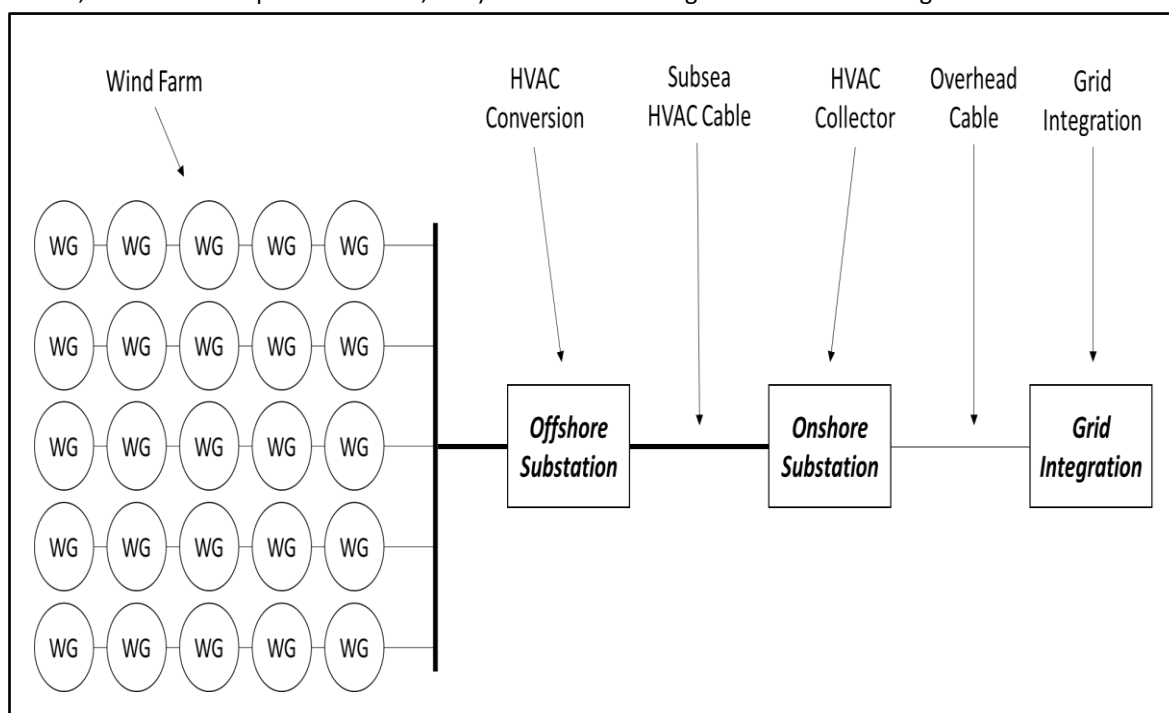 Wind Farm
HVAC
Conversion
Subsea
HVAC Cable
HVAC
Collector
Overhead
Cable
Grid
Integration
WG WG WG WG WG
WG WG WG WG WG
WG WG WG WG WG
Offshore
Substation
Onshore
Substation
Grid
Integration
WG WG WG WG WG
WG WG WG WG WG